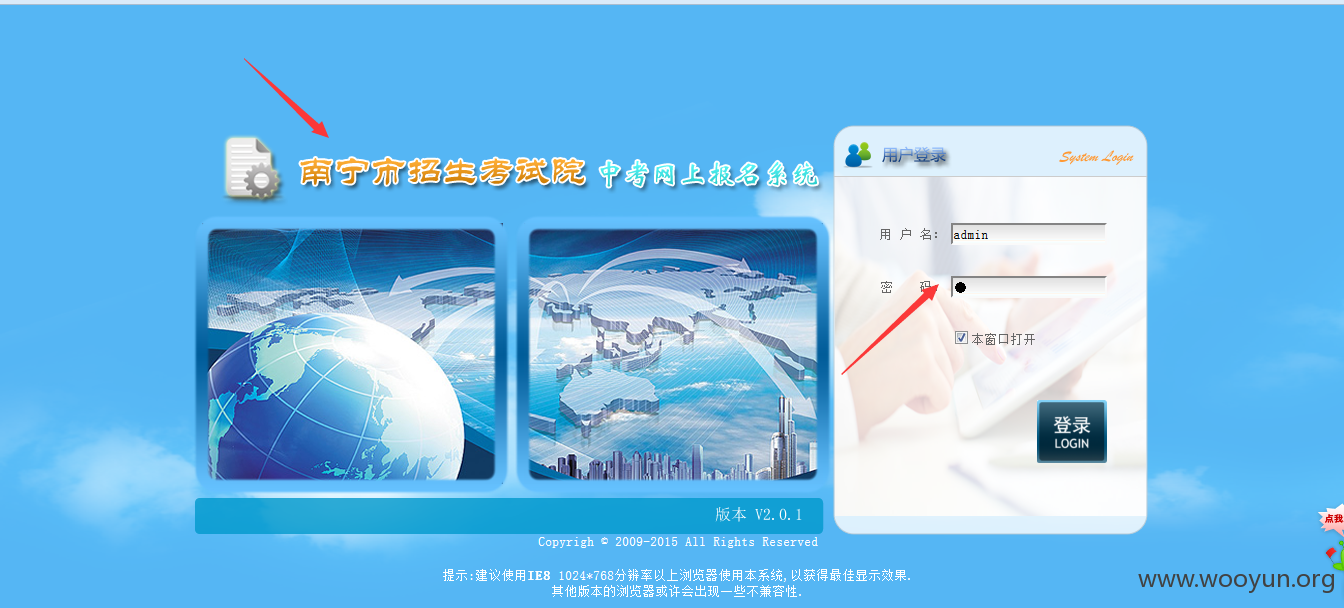 南宁市招生考试院 中考网上报名系统
用户登录 System Login
用 户 名: admin
密 码
本窗口打开
登录
LOGIN
版本 V2.0.1
Copyrigh © 2009-2015 All Rights Reserved
点我
提示:建议使用IE8 1024*768分辨率以上浏览器使用本系统,以获得最佳显示效果.
其他版本的浏览器或许会出现一些不兼容性.
www.wooyun.org